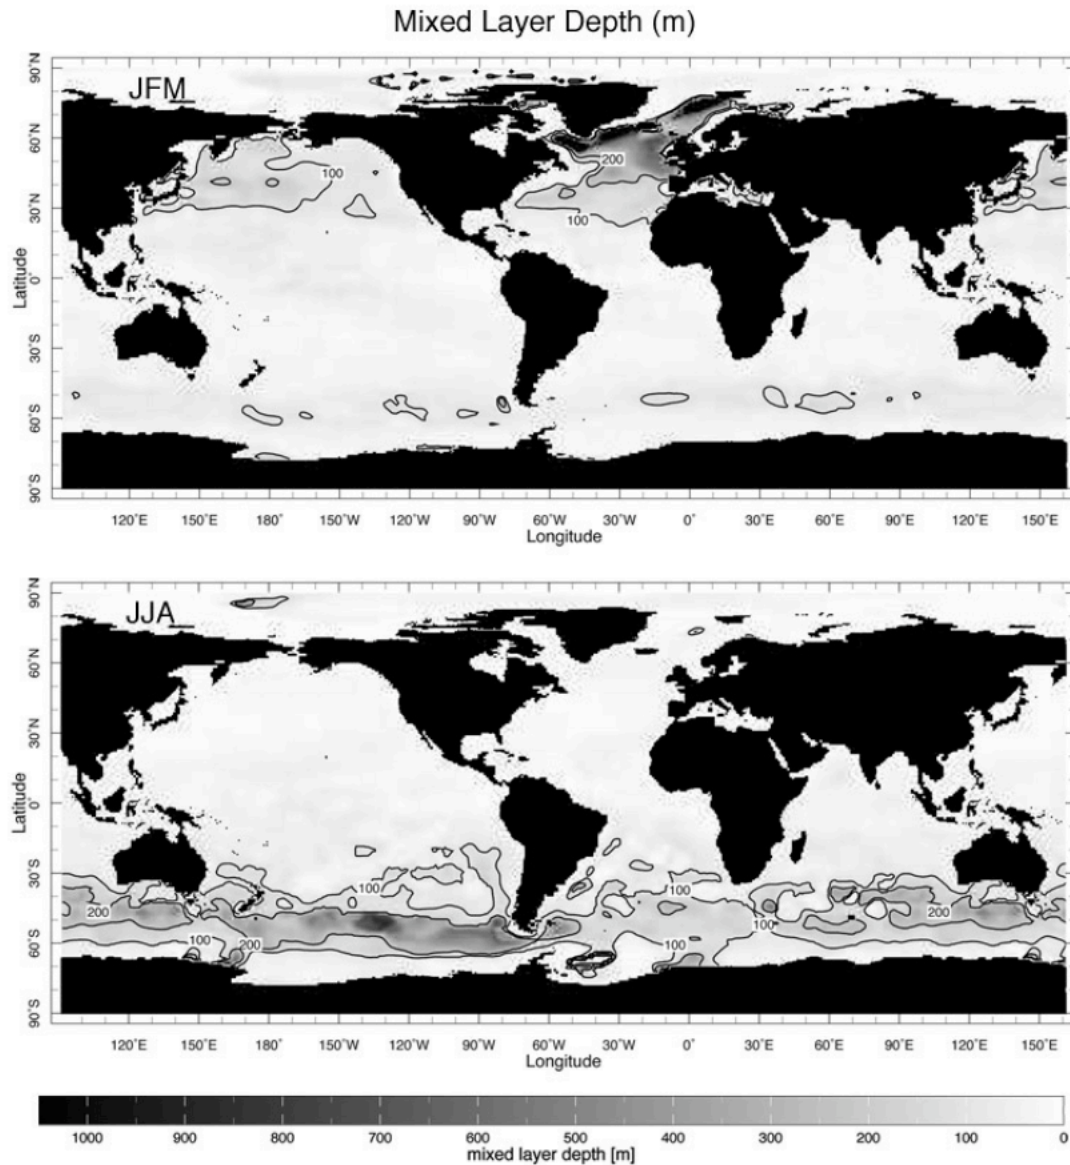 Mixed Layer Depth (m)
90°N
60°N
30°N
0°
30°S
60°S
90°S
Latitude
JFM
100
200
100
120°E 150°E 180° 150°W 120°W 90°W 60°W 30°W 0° 30°E 60°E 90°E 120°E 150°E
Longitude
90°N
60°N
30°N
0°
30°S
60°S
90°S
Latitude
JJA
100
100
200
200
100
200
100
100
120°E 150°E 180° 150°W 120°W 90°W 60°W 30°W 0° 30°E 60°E 90°E 120°E 150°E
Longitude
1000 900 800 700 600 500 400 300 200 100 0
mixed layer depth [m]